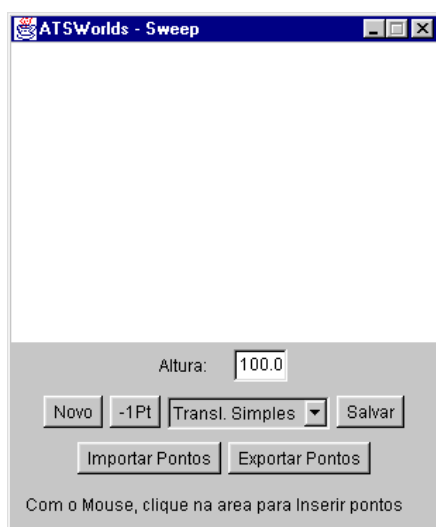 ATSWorlds - Sweep
Altura: 100.0
Novo -1Pt Transl. Simples Salvar
Importar Pontos Exportar Pontos
Com o Mouse, clique na area para Inserir pontos